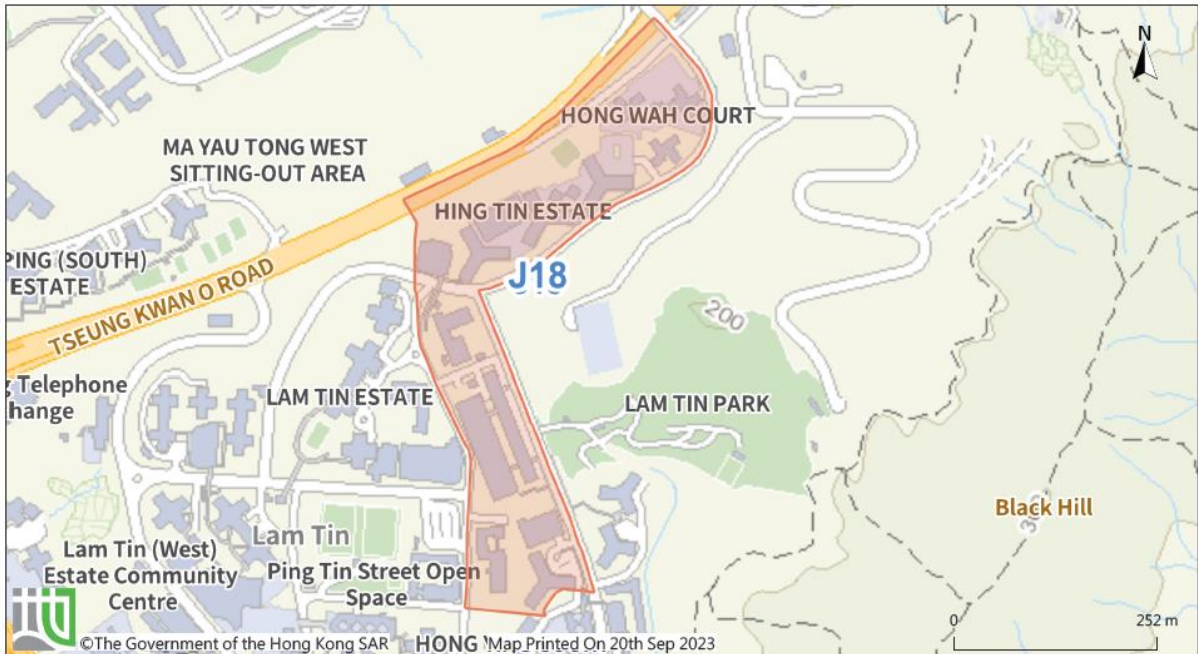 N
HONG WAH COURT
MA YAU TONG WEST
SITTING-OUT AREA
HING TIN ESTATE
PING (SOUTH)
ESTATE
J18
TSEUNG KWAN O ROAD
200
Telephone
hange
LAM TIN ESTATE
LAM TIN PARK
Black Hill
Lam Tin
Lam Tin (West)
Estate Community
Centre
Ping Tin Street Open
Space
0
252 m
©The Government of the Hong Kong SAR
HONG
Map Printed On 20th Sep 2023